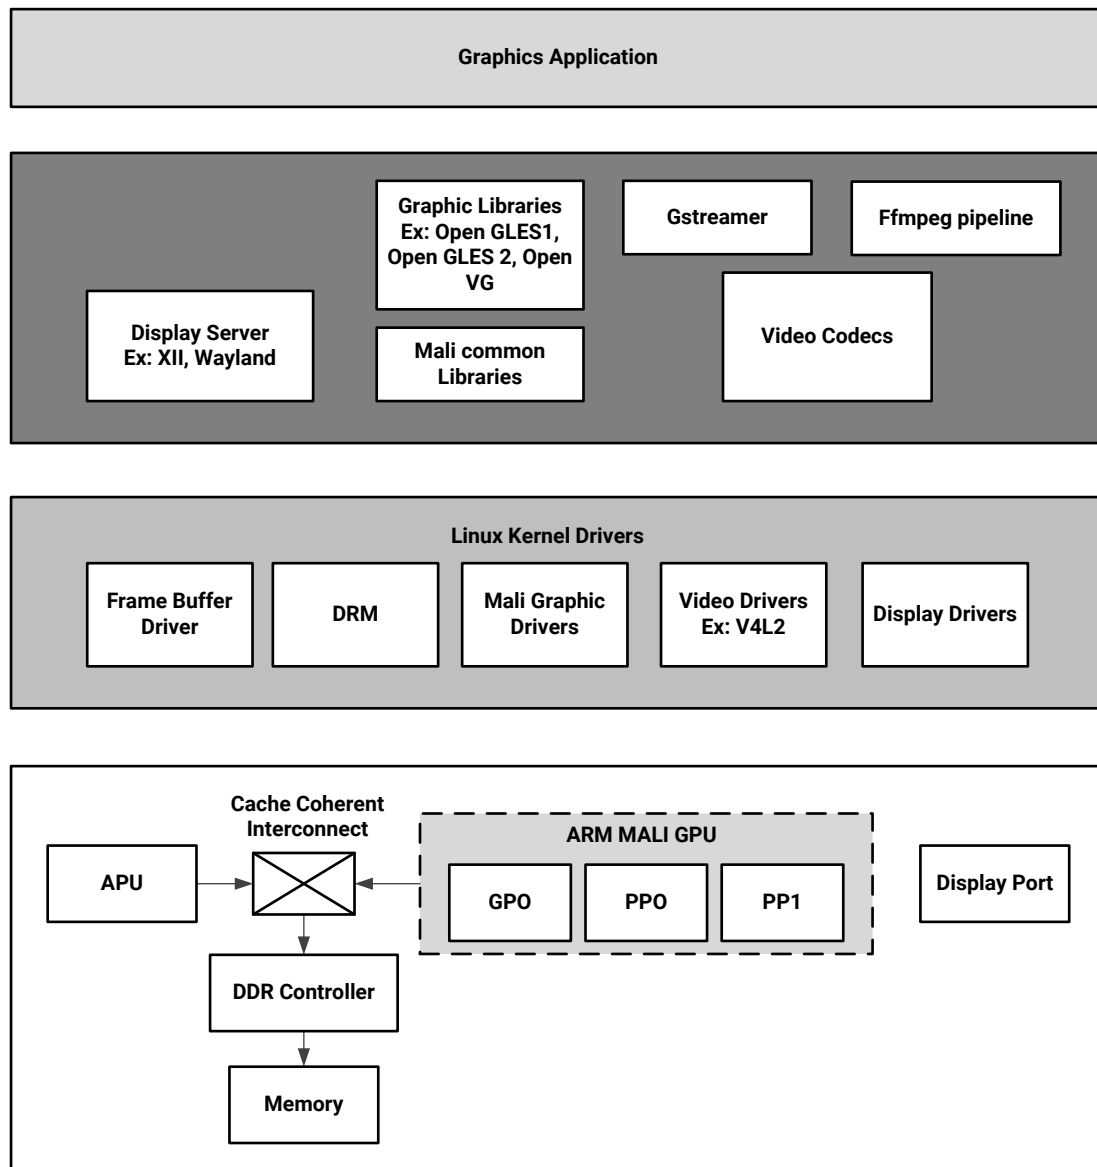 Graphics Application
Graphic Libraries
Ex: Open GLES1,
Open GLES 2, Open
VG
Gstreamer
Ffmpeg pipeline
Display Server
Ex: XII, Wayland
Mali common
Libraries
Video Codecs
Linux Kernel Drivers
Frame Buffer
Driver
DRM
Mali Graphic
Drivers
Video Drivers
Ex: V4L2
Display Drivers
Cache Coherent
Interconnect
ARM MALI GPU
APU
GPO
PPO
PP1
Display Port
DDR Controller
Memory